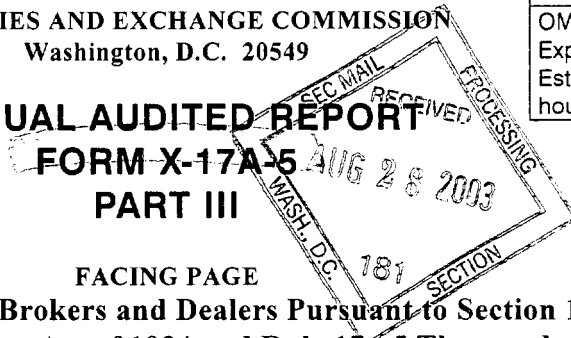 IES AND EXCHANGE COMMISSION
Washington, D.C. 20549
OM
Exp
Est
hou
UAL AUDITED REPORT
FORM X-17A-5
PART III
SEC MAIL
RECEIVED
PROCESSING
AUG 28 2003
WASH., D.C.
181
SECTION
FACING PAGE
Brokers and Dealers Pursuant to Section 1